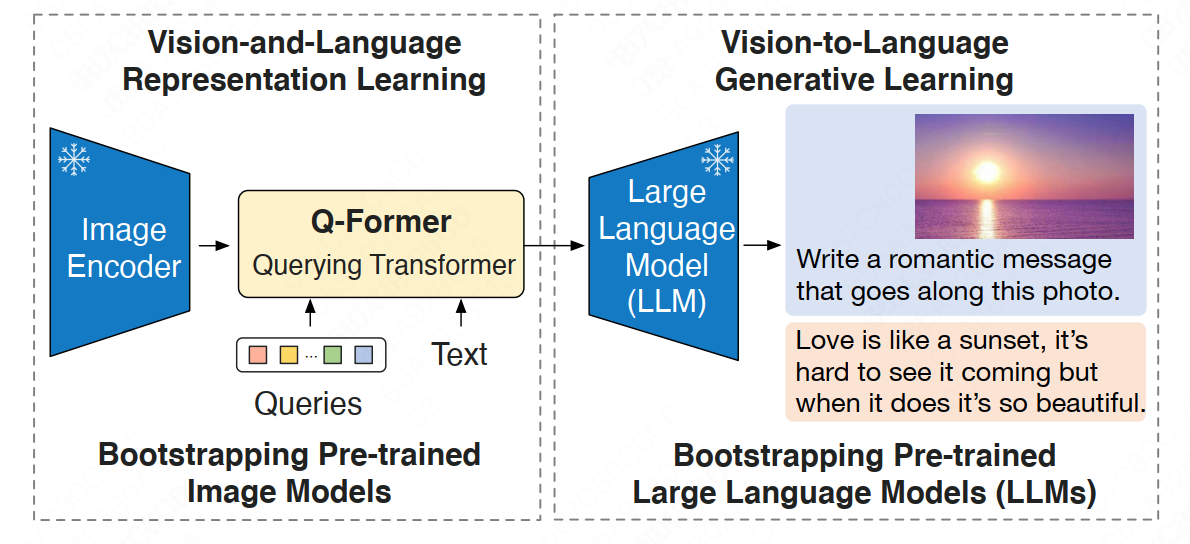 Vision-and-Language
Representation Learning
Image
Encoder
Q-Former
Querying Transformer
...
Queries
Text
Bootstrapping Pre-trained
Image Models
Vision-to-Language
Generative Learning
Large
Language
Model
(LLM)
Write a romantic message
that goes along this photo.
Love is like a sunset, it’s
hard to see it coming but
when it does it’s so beautiful.
Bootstrapping Pre-trained
Large Language Models (LLMs)